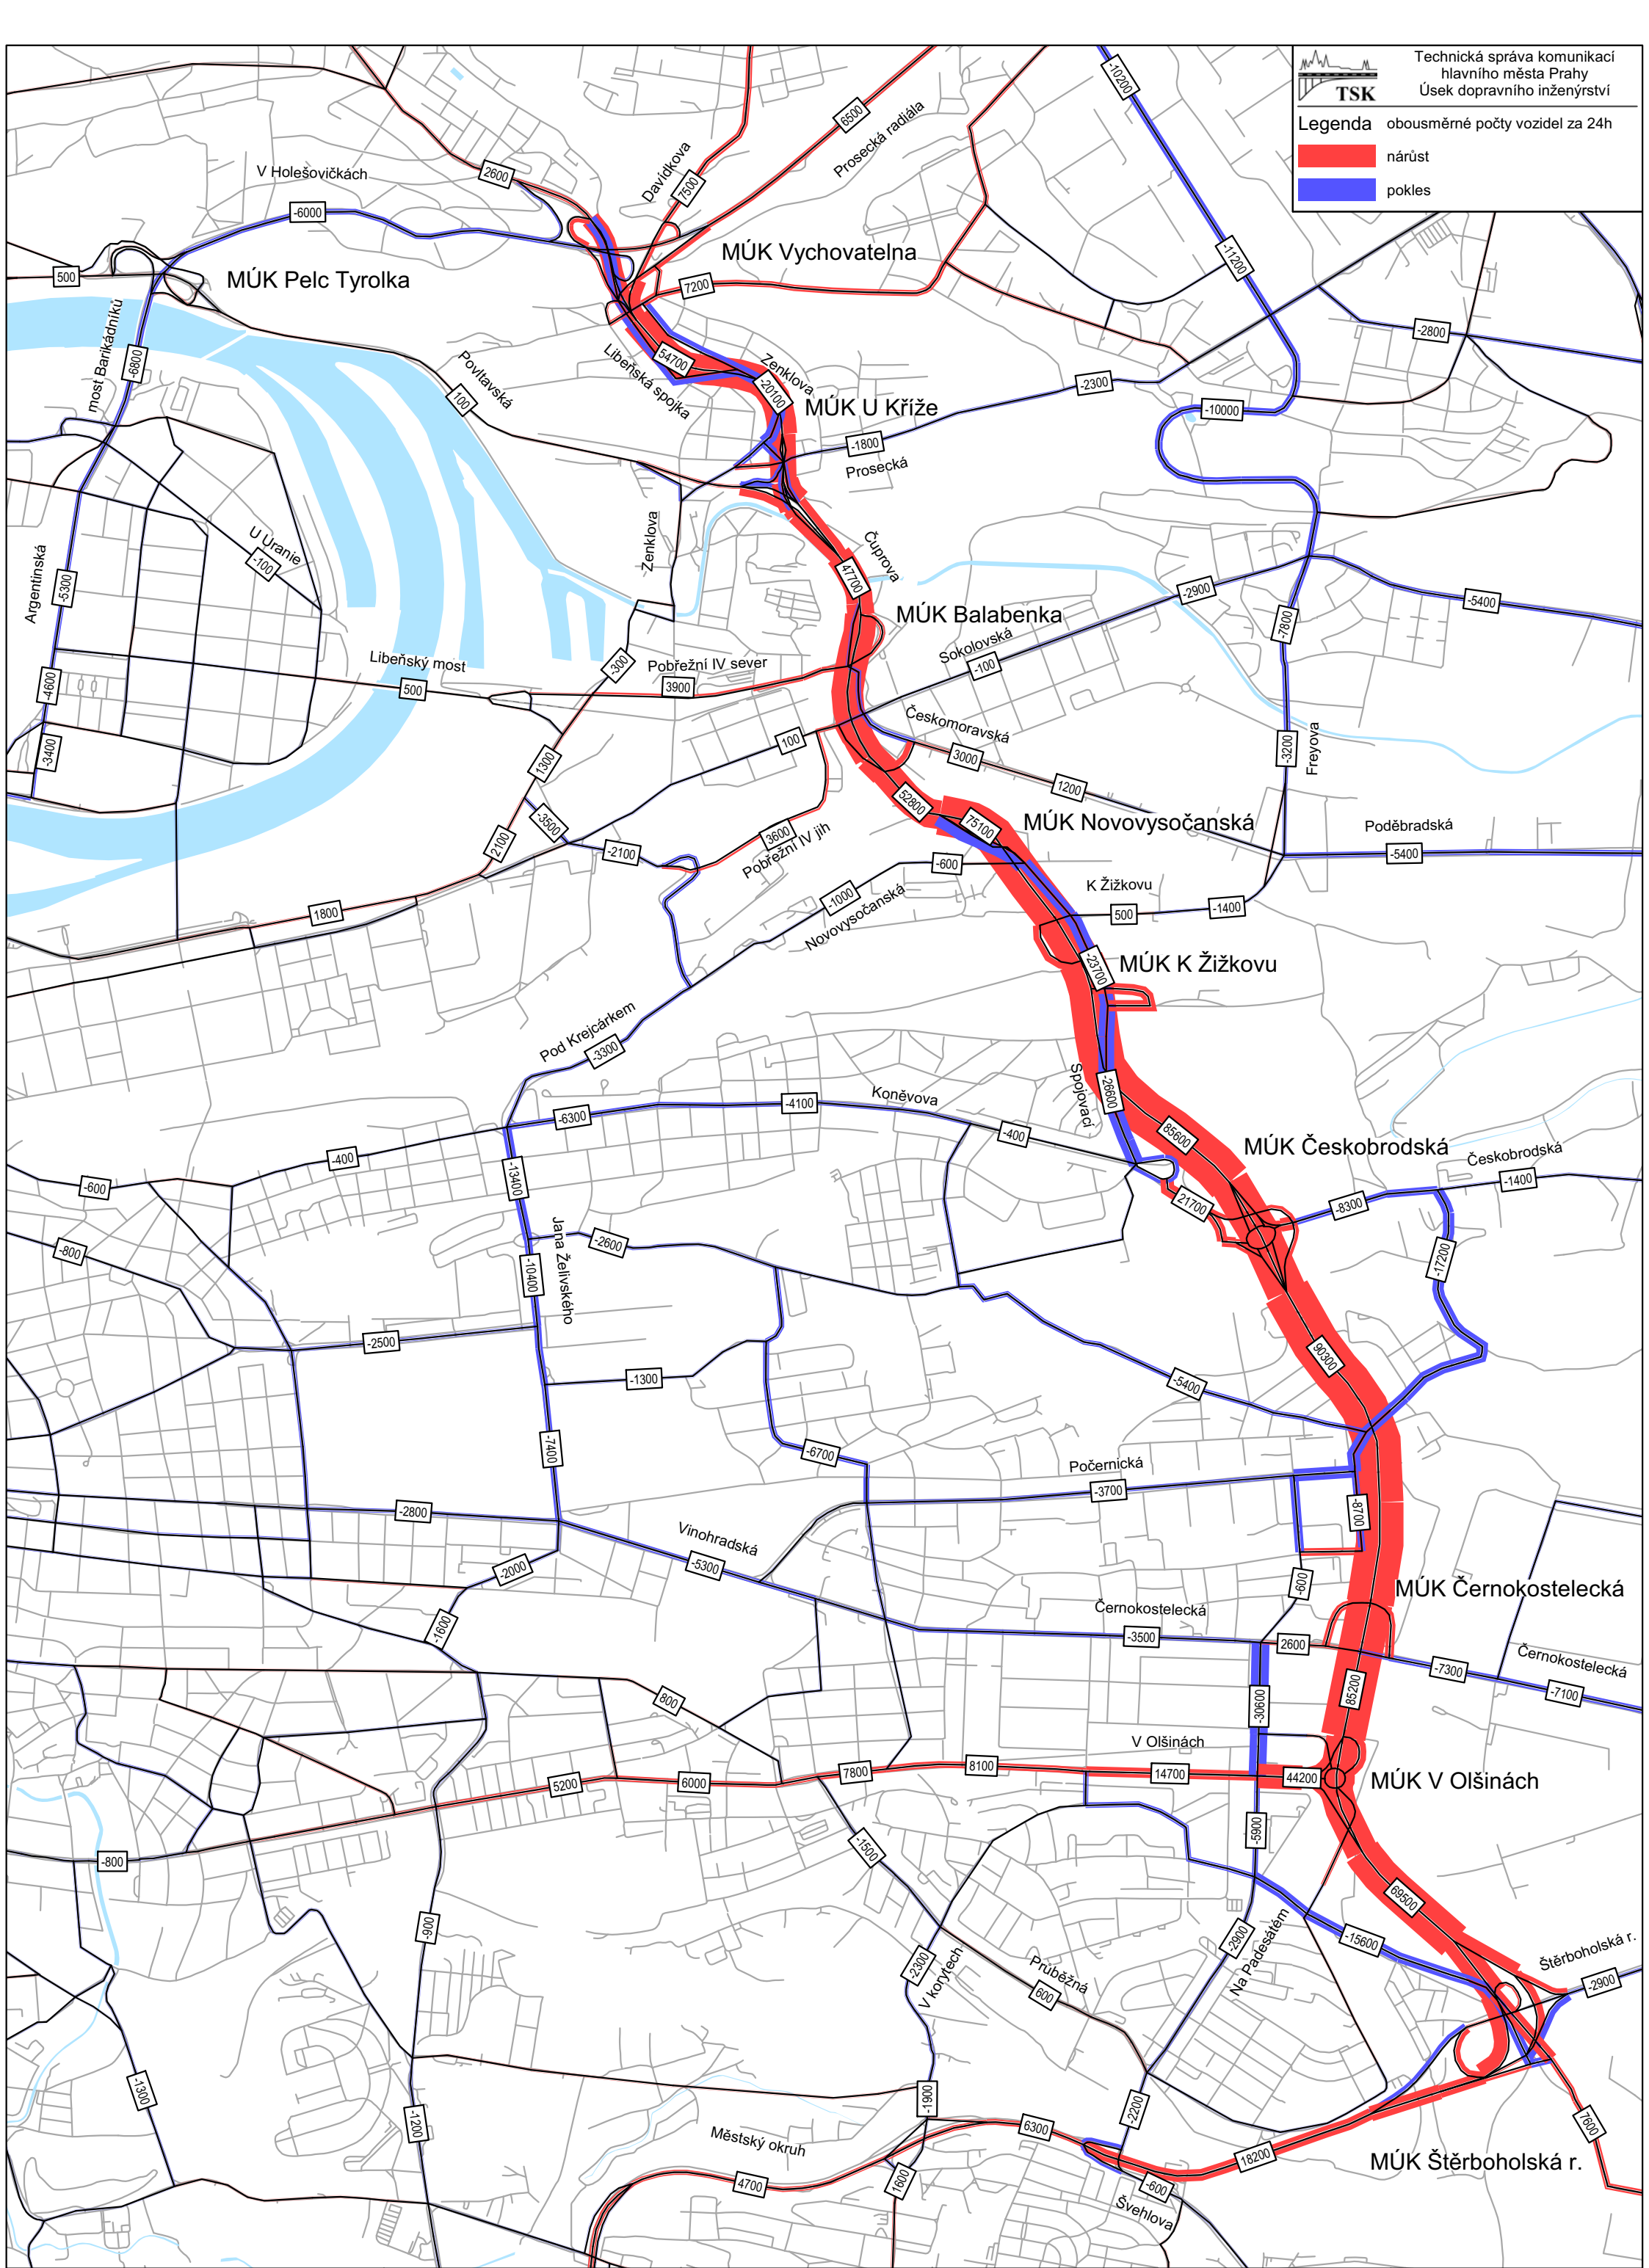 Technická správa komunikací
hlavního města Prahy
Úsek dopravního inženýrství
TSK
Legenda obousměrné počty vozidel za 24h
nárůst
pokles
-10200
6500
Prosecká radiála
Davídkova
7500
2600
V Holešovičkách
-6000
-11200
MÚK Vychovatelna
500
MÚK Pelc Tyrolka
7200
most Barikádníků
-6800
-2800
Povltavská
100
Libeňská spojka
54700
Zenklova
-20100
-2300
MÚK U Kříže
-10000
-1800
Prosecká
Zenklova
U Uranie
-100
Argentinská
-5300
Čuprova
47700
-2900
-5400
MÚK Balabenka
-7800
Sokolovská
-100
Libeňský most
500
-300
Pobřežní IV sever
3900
-4600
Českomoravská
3000
100
-3400
1300
-3200
Freyova
1200
52800
75100
MÚK Novovysočanská
Poděbradská
-5400
-3500
2100
-2100
3600
Pobřežní IV jih
-600
K Žižkovu
500
-1400
-1000
Novovysočanská
1800
-23700
MÚK K Žižkovu
Pod Krejcárkem
-3300
Spojovací
-26600
-6300
-4100
Koněvova
-400
85600
MÚK Českobrodská
Českobrodská
-1400
-400
-600
-13400
21700
-8300
-17200
-800
Jana Želivského
-2600
-10400
-2500
90300
-1300
-5400
-7400
-6700
Počernická
-3700
-8700
-2800
Vinohradská
-5300
-2000
-600
MÚK Černokostelecká
-1600
Černokostelecká
-3500
2600
-7300
Černokostelecká
-7100
85200
800
-30600
V Olšinách
5200
6000
7800
8100
14700
44200
MÚK V Olšinách
-800
-1500
-5900
69500
-900
-2900
Na Padesátém
-15600
Štěrboholská r.
-2900
-2300
V korytech
Průběžná
600
-1300
-1200
-1900
-2200
7600
Městský okruh
6300
18200
MÚK Štěrboholská r.
4700
1600
-600
Švehlova